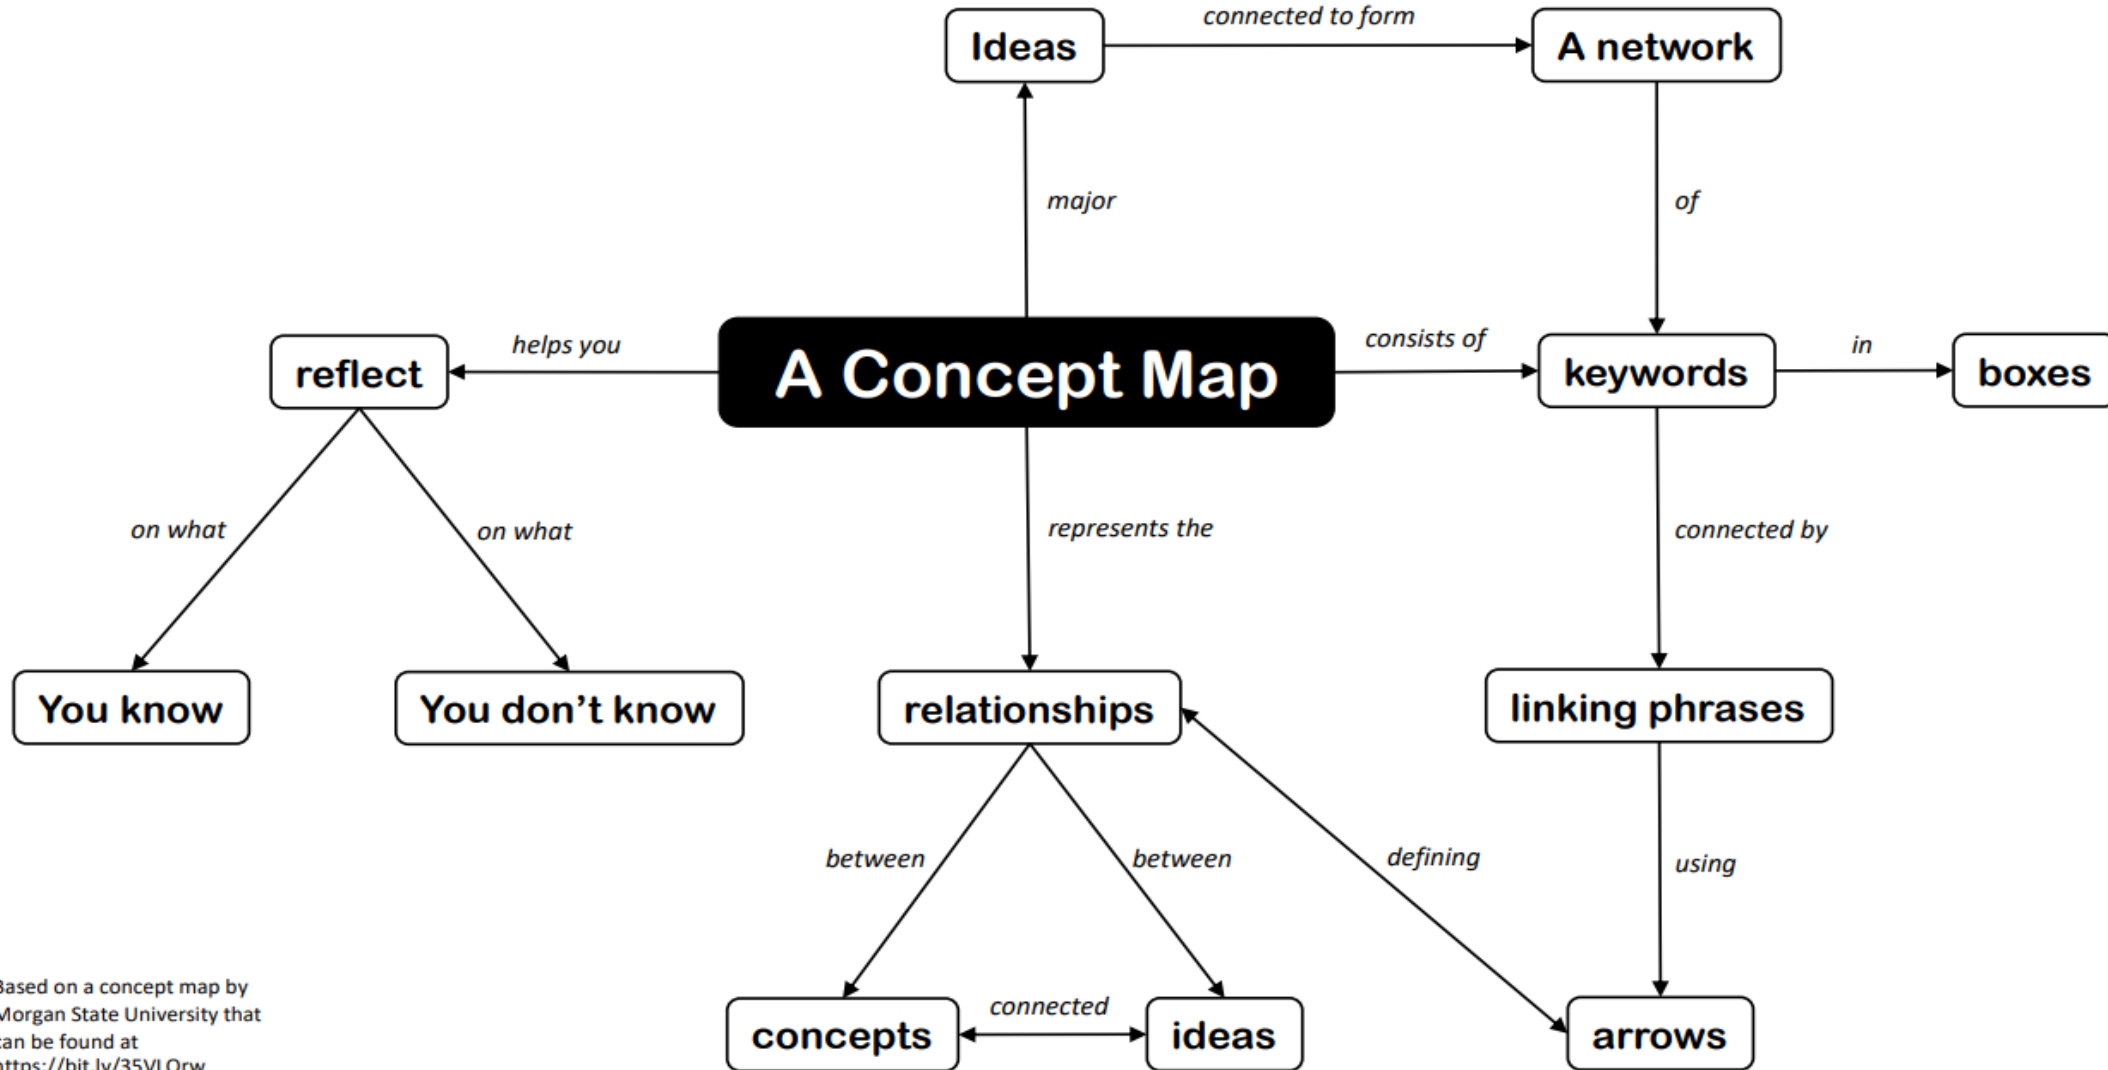 connected to form
Ideas
A network
major
of
helps you
consists of
in
reflect
A Concept Map
keywords
boxes
on what
on what
represents the
connected by
You know
You don't know
relationships
linking phrases
between
between
defining
using
Based on a concept map by
Morgan State University that
can be found at
connected
concepts
ideas
arrows